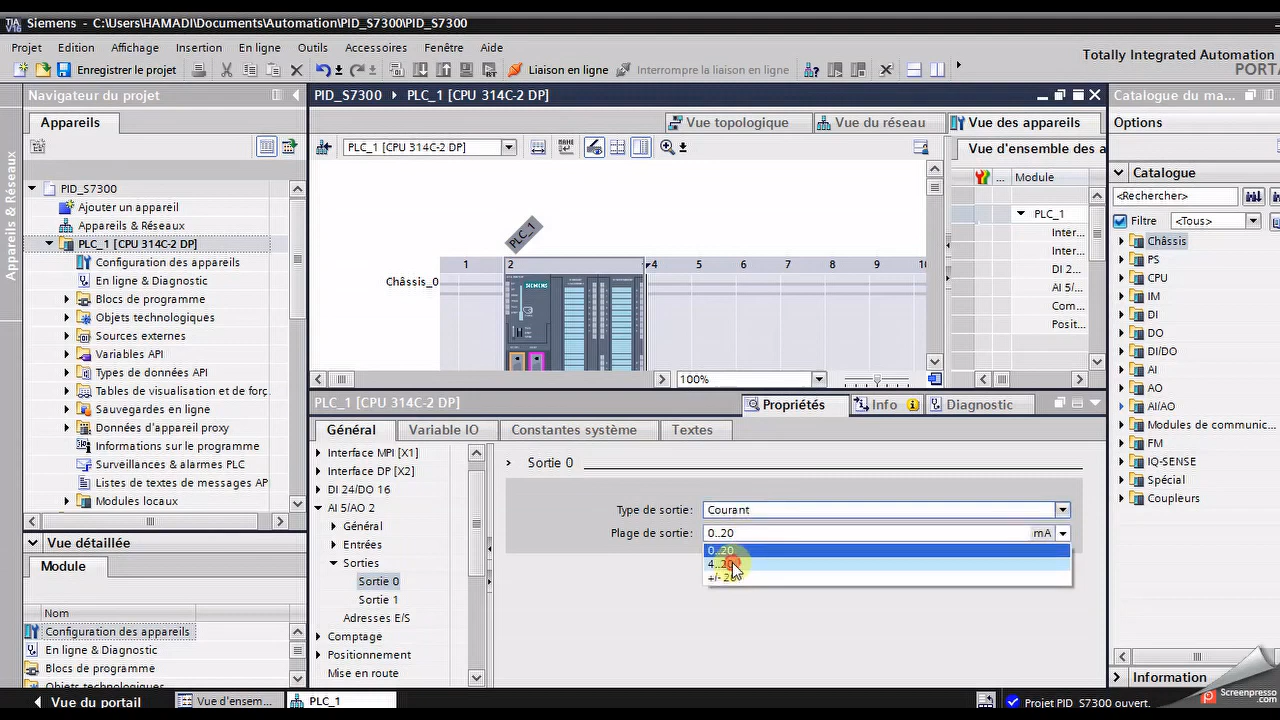 TIA V16
Siemens - C:\Users\HAMADI\Documents\Automation\PID_S7300\PID_S7300
Projet Edition Affichage Insertion En ligne Outils Accessoires Fenêtre Aide
Totally Integrated Automation
PORTA
Enregistrer le projet
Liaison en ligne
Interrompre la liaison en ligne
Navigateur du projet
Appareils
Appareils & Réseaux
PID_S7300
Ajouter un appareil
Appareils & Réseaux
PLC_1 [CPU 314C-2 DP]
Configuration des appareils
En ligne & Diagnostic
Blocs de programme
Objets technologiques
Sources externes
Variables API
Types de données API
Tables de visualisation et de forç...
Sauvegardes en ligne
Données d'appareil proxy
Informations sur le programme
Surveillances & alarmes PLC
Listes de textes de messages AP
Modules locaux
Vue détaillée
Module
Nom
Configuration des appareils
En ligne & Diagnostic
Blocs de programme
Objets technologiques
PID_S7300 PLC_1 [CPU 314C-2 DP]
Vue topologique
Vue du réseau
Vue des appareils
PLC_1 [CPU 314C-2 DP]
PLC_1
1 2 4 5 6 7 8 9 10
Châssis_0
SIEMENS
100%
Vue d'ensemble des a
... Module
PLC_1
Inter...
Inter...
DI 2...
AI 5/...
Com...
Posit...
PLC_1 [CPU 314C-2 DP]
Propriétés
Info
Diagnostic
Général
Variable IO
Constantes système
Textes
Interface MPI [X1]
Interface DP [X2]
DI 24/DO 16
AI 5/AO 2
Général
Entrées
Sorties
Sortie 0
Sortie 1
Adresses E/S
Comptage
Positionnement
Mise en route
Sortie 0
Type de sortie: Courant
Plage de sortie: 0..20 mA
0..20
4..20
+/- 20
Catalogue du ma...
Options
Catalogue
<Rechercher>
Filtre <Tous>
Châssis
PS
CPU
IM
DI
DO
DI/DO
AI
AO
AI/AO
Modules de communic...
FM
IQ-SENSE
Spécial
Coupleurs
Information
Vue du portail
Vue d'ensem...
PLC_1
Projet PID_S7300 ouvert.
Screenpresso
.com